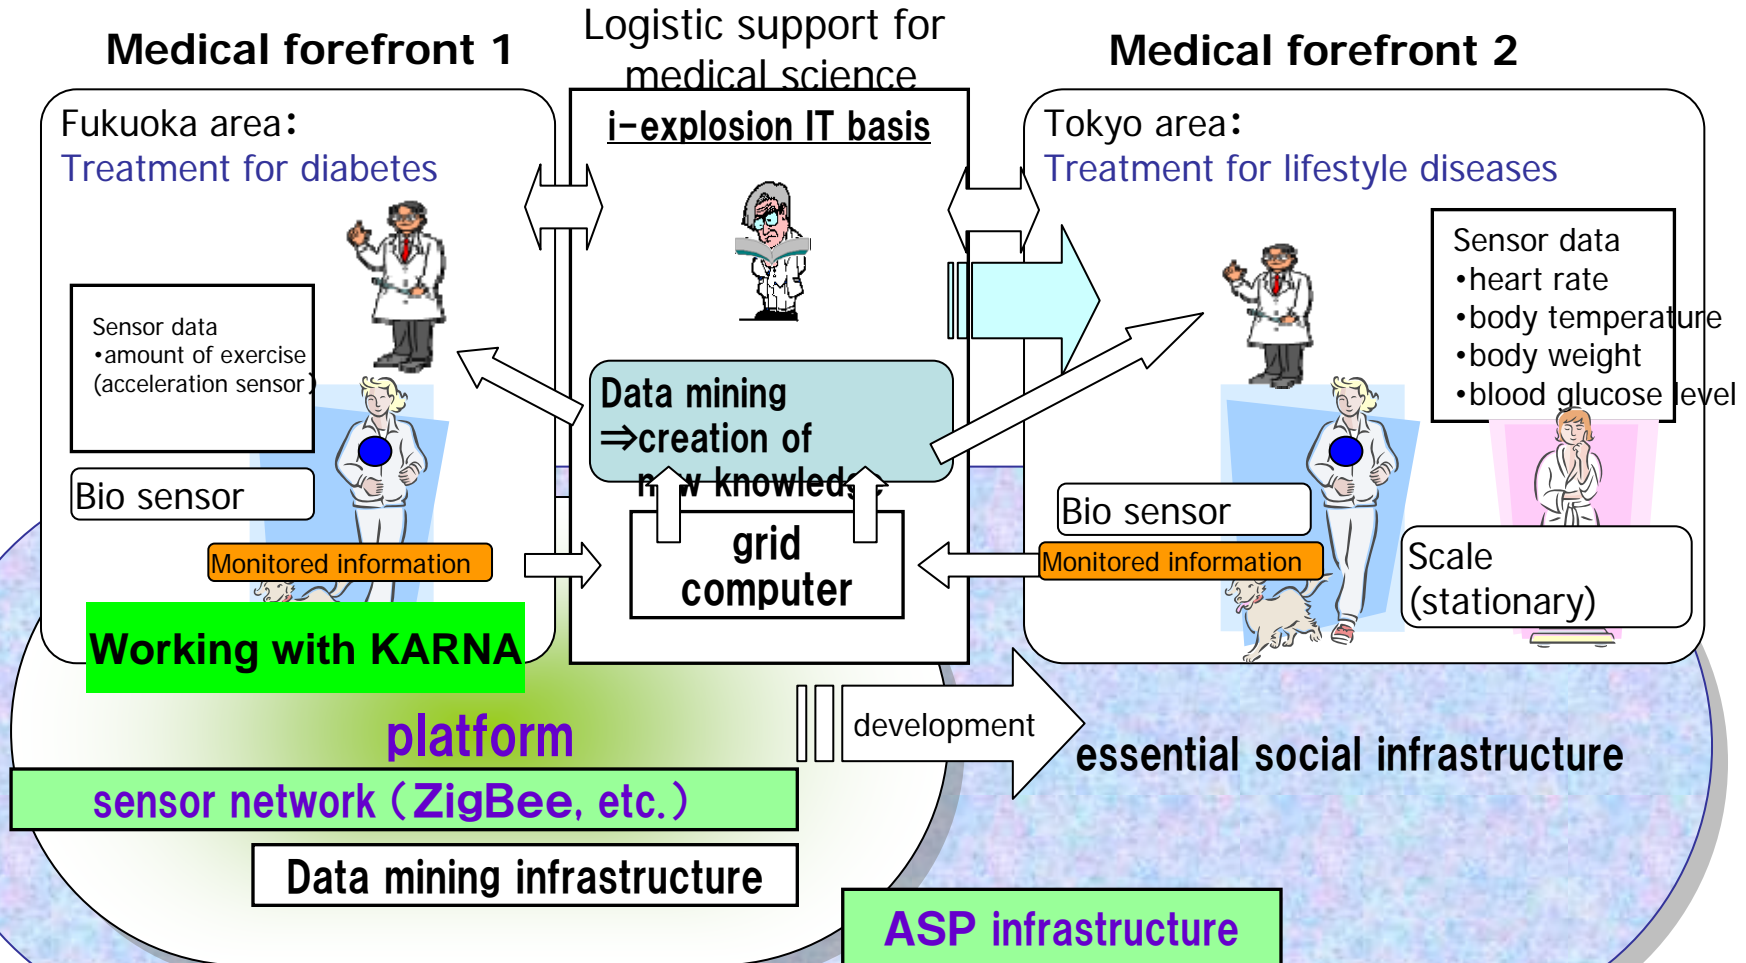 Logistic support for
medical science
Medical forefront 1
Medical forefront 2
Fukuoka area:
Treatment for diabetes
Sensor data
•amount of exercise
(acceleration sensor)
Bio sensor
Monitored information
Working with KARNA
i-explosion IT basis
Data mining
⇒creation of
new knowledge
grid
computer
Tokyo area:
Treatment for lifestyle diseases
Sensor data
•heart rate
•body temperature
•body weight
•blood glucose level
Bio sensor
Monitored information
Scale
(stationary)
platform
development
essential social infrastructure
sensor network (ZigBee, etc.)
Data mining infrastructure
ASP infrastructure